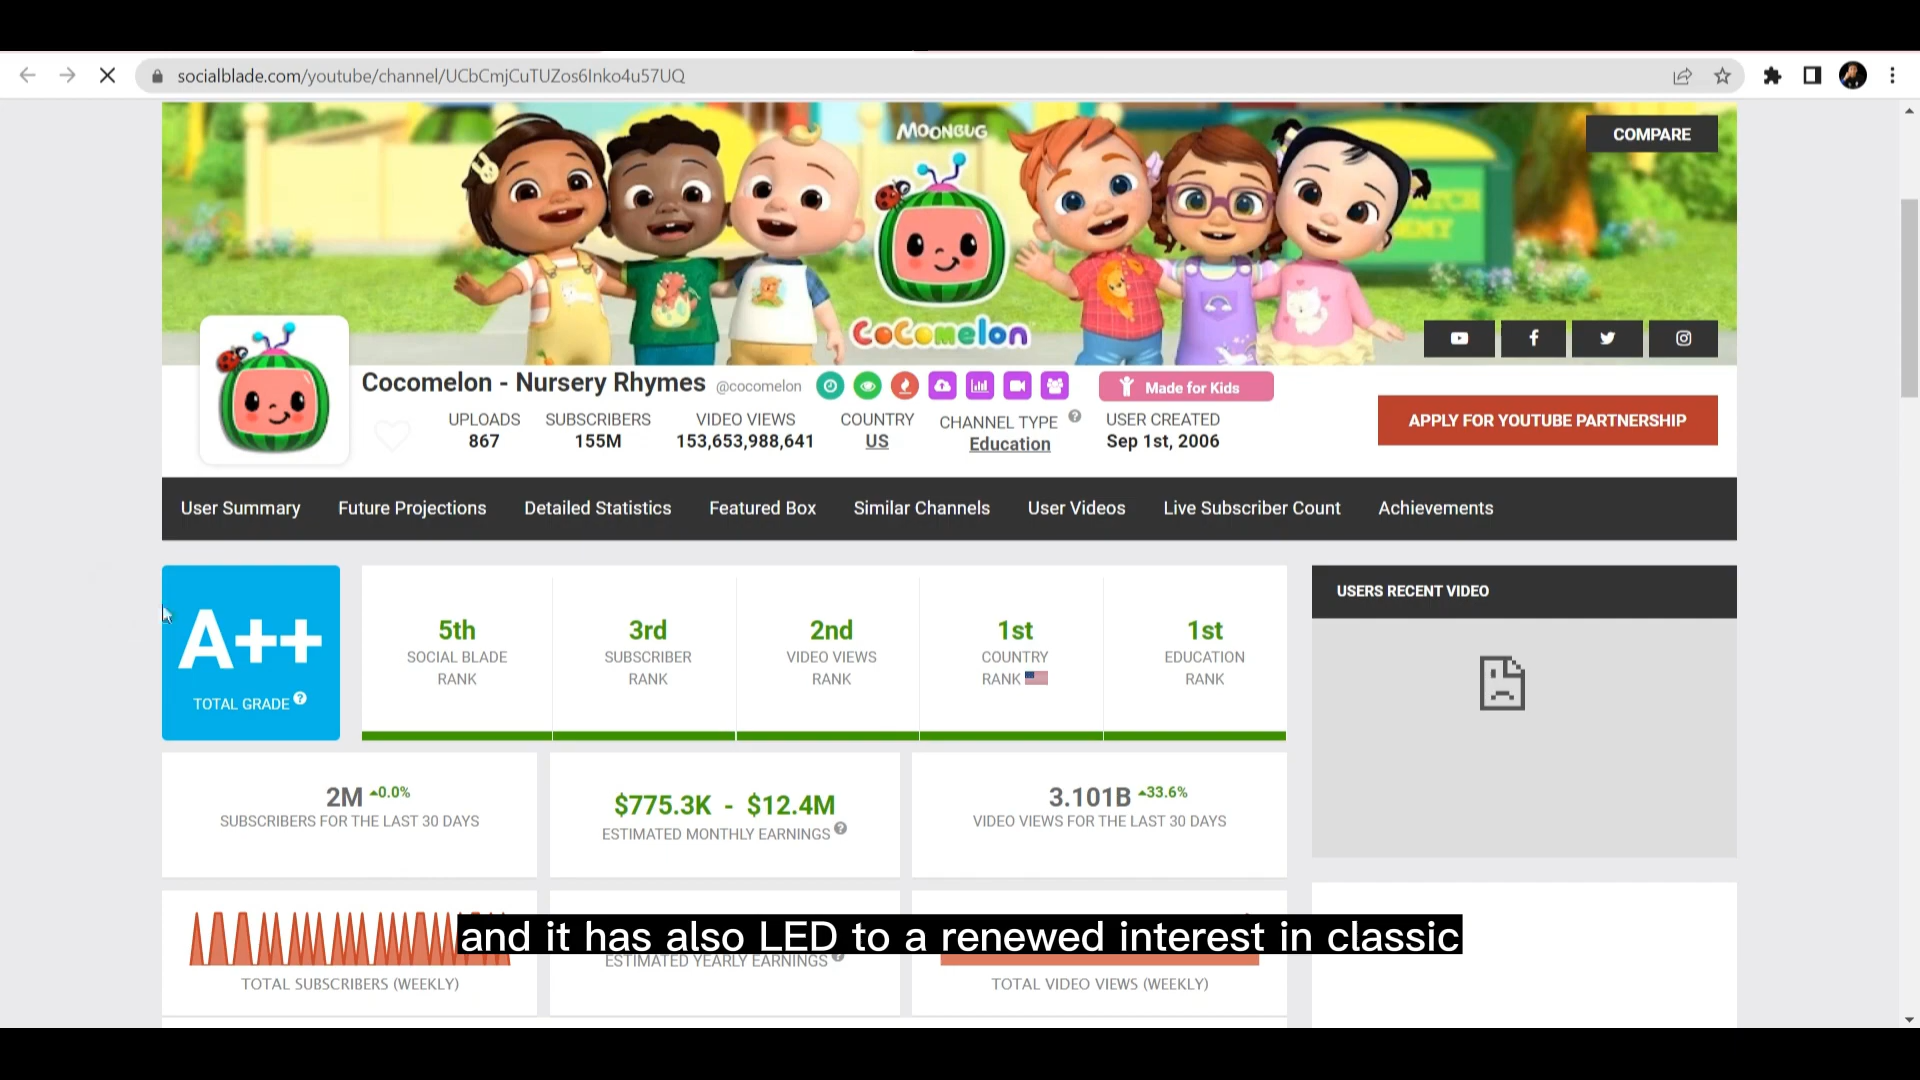 socialblade.com/youtube/channel/UCbCmjCuTUZos6Inko4u57UQ
MOONBUG
COMPARE
CoComelon
Cocomelon - Nursery Rhymes @cocomelon
Made for Kids
UPLOADS
867
SUBSCRIBERS
155M
VIDEO VIEWS
153,653,988,641
COUNTRY
US
CHANNEL TYPE
Education
USER CREATED
Sep 1st, 2006
APPLY FOR YOUTUBE PARTNERSHIP
User Summary Future Projections Detailed Statistics Featured Box Similar Channels User Videos Live Subscriber Count Achievements
A++
TOTAL GRADE
5th
SOCIAL BLADE
RANK
3rd
SUBSCRIBER
RANK
2nd
VIDEO VIEWS
RANK
1st
COUNTRY
RANK
1st
EDUCATION
RANK
USERS RECENT VIDEO
2M 0.0%
SUBSCRIBERS FOR THE LAST 30 DAYS
$775.3K - $12.4M
ESTIMATED MONTHLY EARNINGS
3.101B 33.6%
VIDEO VIEWS FOR THE LAST 30 DAYS
and it has also LED to a renewed interest in classic
TOTAL SUBSCRIBERS (WEEKLY)
ESTIMATED YEARLY EARNINGS
TOTAL VIDEO VIEWS (WEEKLY)